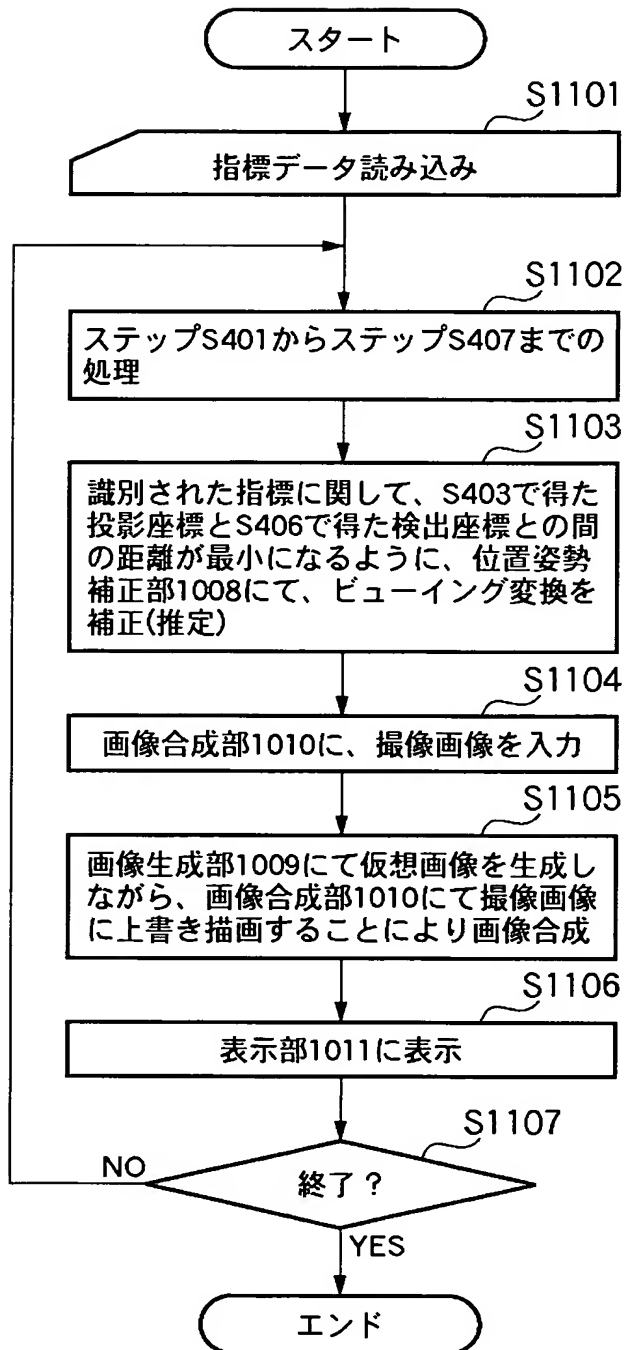 スタート
S1101
指標データ読み込み
S1102
ステップS401からステップS407までの
処理
S1103
識別された指標に関して、S403で得た
投影座標とS406で得た検出座標との間
の距離が最小になるように、位置姿勢
補正部1008にて、ビューイング変換を
補正(推定)
S1104
画像合成部1010に、撮像画像を入力
S1105
画像生成部1009にて仮想画像を生成し
ながら、画像合成部1010にて撮像画像
に上書き描画することにより画像合成
S1106
表示部1011に表示
S1107
NO
終了？
YES
エンド